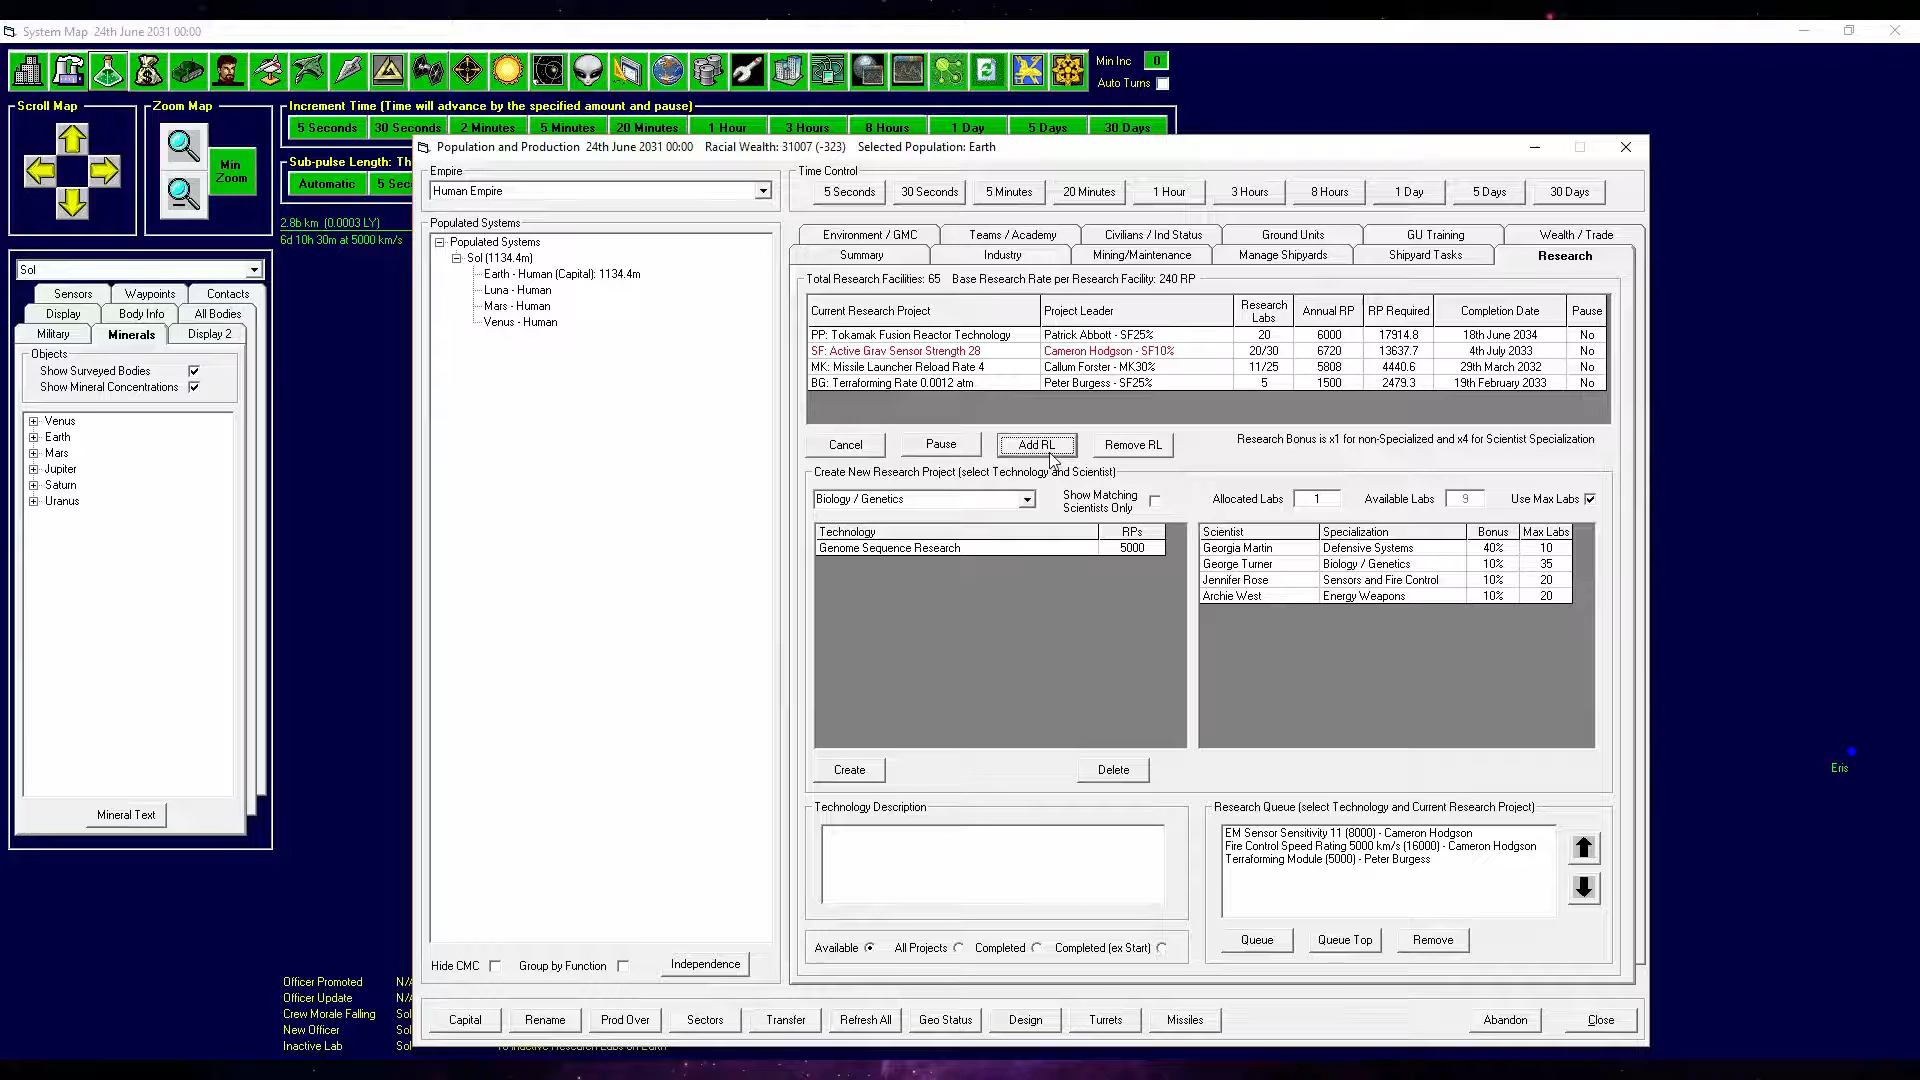 System Map  24th June 2031 00:00
Min Inc 0
Auto Turns
Scroll Map
Zoom Map
Min Zoom
Increment Time (Time will advance by the specified amount and pause)
5 Seconds 30 Seconds 2 Minutes 5 Minutes 20 Minutes 1 Hour 3 Hours 8 Hours 1 Day 5 Days 30 Days
Sub-pulse Length: Th
Automatic 5 Sec
2.8b km (0.0003 LY)
6d 10h 30m at 5000 km/s
Sol
Sensors Waypoints Contacts
Display Body Info All Bodies
Military Minerals Display 2
Objects
Show Surveyed Bodies
Show Mineral Concentrations
Venus
Earth
Mars
Jupiter
Saturn
Uranus
Mineral Text
Population and Production   24th June 2031 00:00   Racial Wealth: 31007 (-323)   Selected Population: Earth
Empire
Human Empire
Populated Systems
Populated Systems
Sol (1134.4m)
Earth - Human (Capital): 1134.4m
Luna - Human
Mars - Human
Venus - Human
Hide CMC
Group by Function
Independence
Time Control
5 Seconds 30 Seconds 5 Minutes 20 Minutes 1 Hour 3 Hours 8 Hours 1 Day 5 Days 30 Days
Environment / GMC Teams / Academy Civilians / Ind Status Ground Units GU Training Wealth / Trade
Summary Industry Mining/Maintenance Manage Shipyards Shipyard Tasks Research
Total Research Facilities: 65   Base Research Rate per Research Facility: 240 RP
Current Research Project Project Leader Research Labs Annual RP RP Required Completion Date Pause
PP: Tokamak Fusion Reactor Technology Patrick Abbott - SF25% 20 6000 17914.8 18th June 2034 No
SF: Active Grav Sensor Strength 28 Cameron Hodgson - SF10% 20/30 6720 13637.7 4th July 2033 No
MK: Missile Launcher Reload Rate 4 Callum Forster - MK30% 11/25 5808 4440.6 29th March 2032 No
BG: Terraforming Rate 0.0012 atm Peter Burgess - SF25% 5 1500 2479.3 19th February 2033 No
Cancel Pause Add RL Remove RL
Research Bonus is x1 for non-Specialized and x4 for Scientist Specialization
Create New Research Project (select Technology and Scientist)
Biology / Genetics
Show Matching Scientists Only
Allocated Labs 1 Available Labs 9 Use Max Labs
Technology RPs
Genome Sequence Research 5000
Scientist Specialization Bonus Max Labs
Georgia Martin Defensive Systems 40% 10
George Turner Biology / Genetics 10% 35
Jennifer Rose Sensors and Fire Control 10% 20
Archie West Energy Weapons 10% 20
Create Delete
Technology Description
Research Queue (select Technology and Current Research Project)
EM Sensor Sensitivity 11 (8000) - Cameron Hodgson
Fire Control Speed Rating 5000 km/s (16000) - Cameron Hodgson
Terraforming Module (5000) - Peter Burgess
Queue Queue Top Remove
Available All Projects Completed Completed (ex Start)
Capital Rename Prod Over Sectors Transfer Refresh All Geo Status Design Turrets Missiles Abandon Close
Eris
Officer Promoted N/A
Officer Update N/A
Crew Morale Falling Sol
New Officer Sol
Inactive Lab Sol